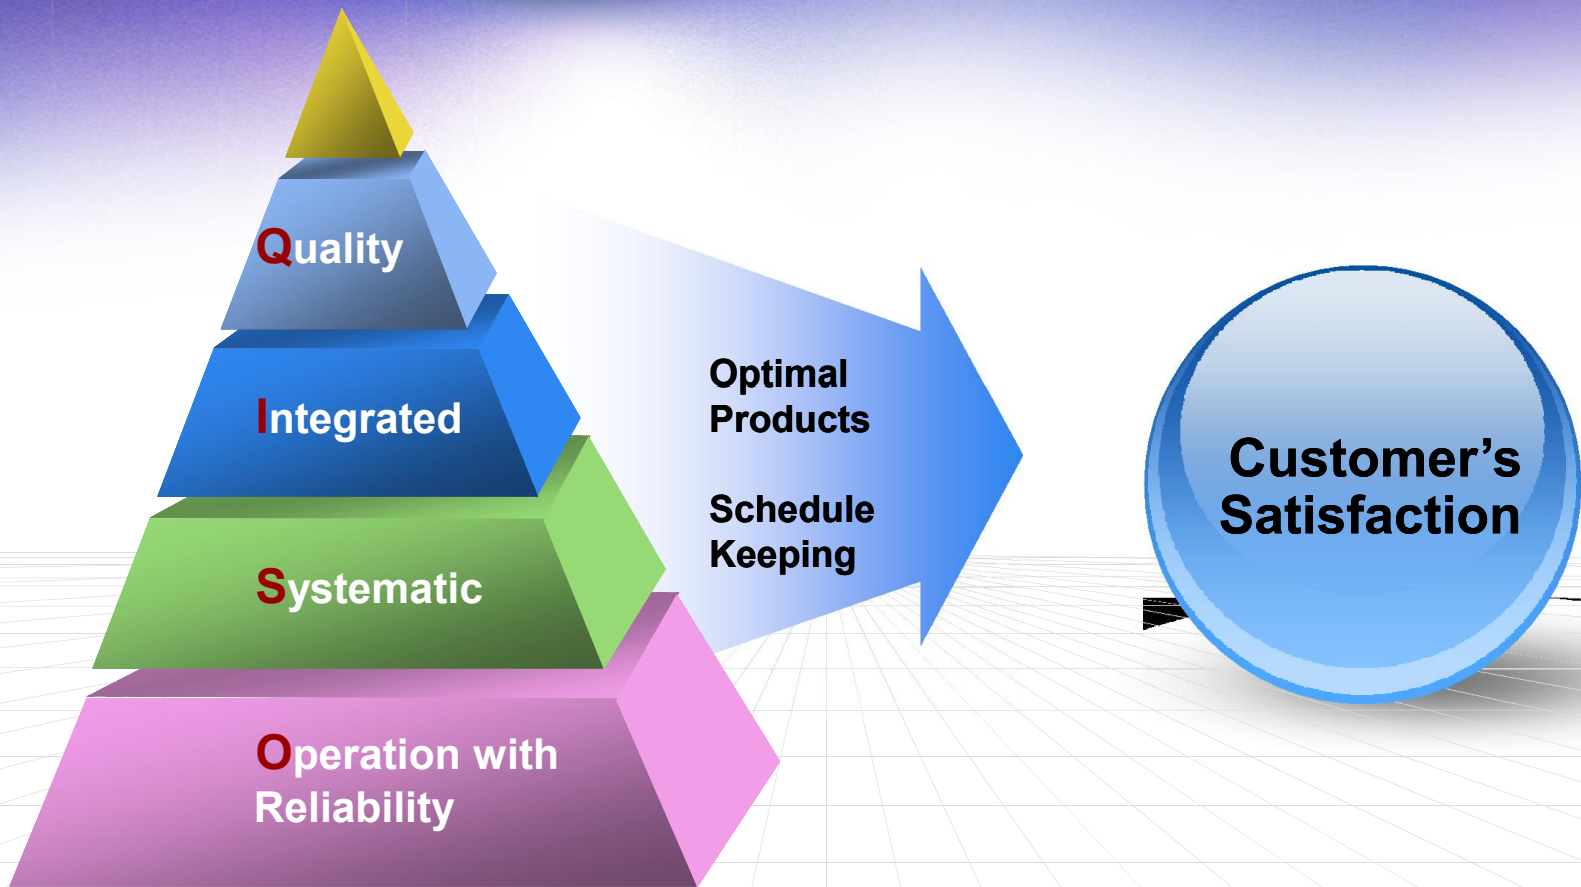 Quality
Integrated
Systematic
Operation with
Reliability
Optimal
Products
Schedule
Keeping
Customer’s
Satisfaction